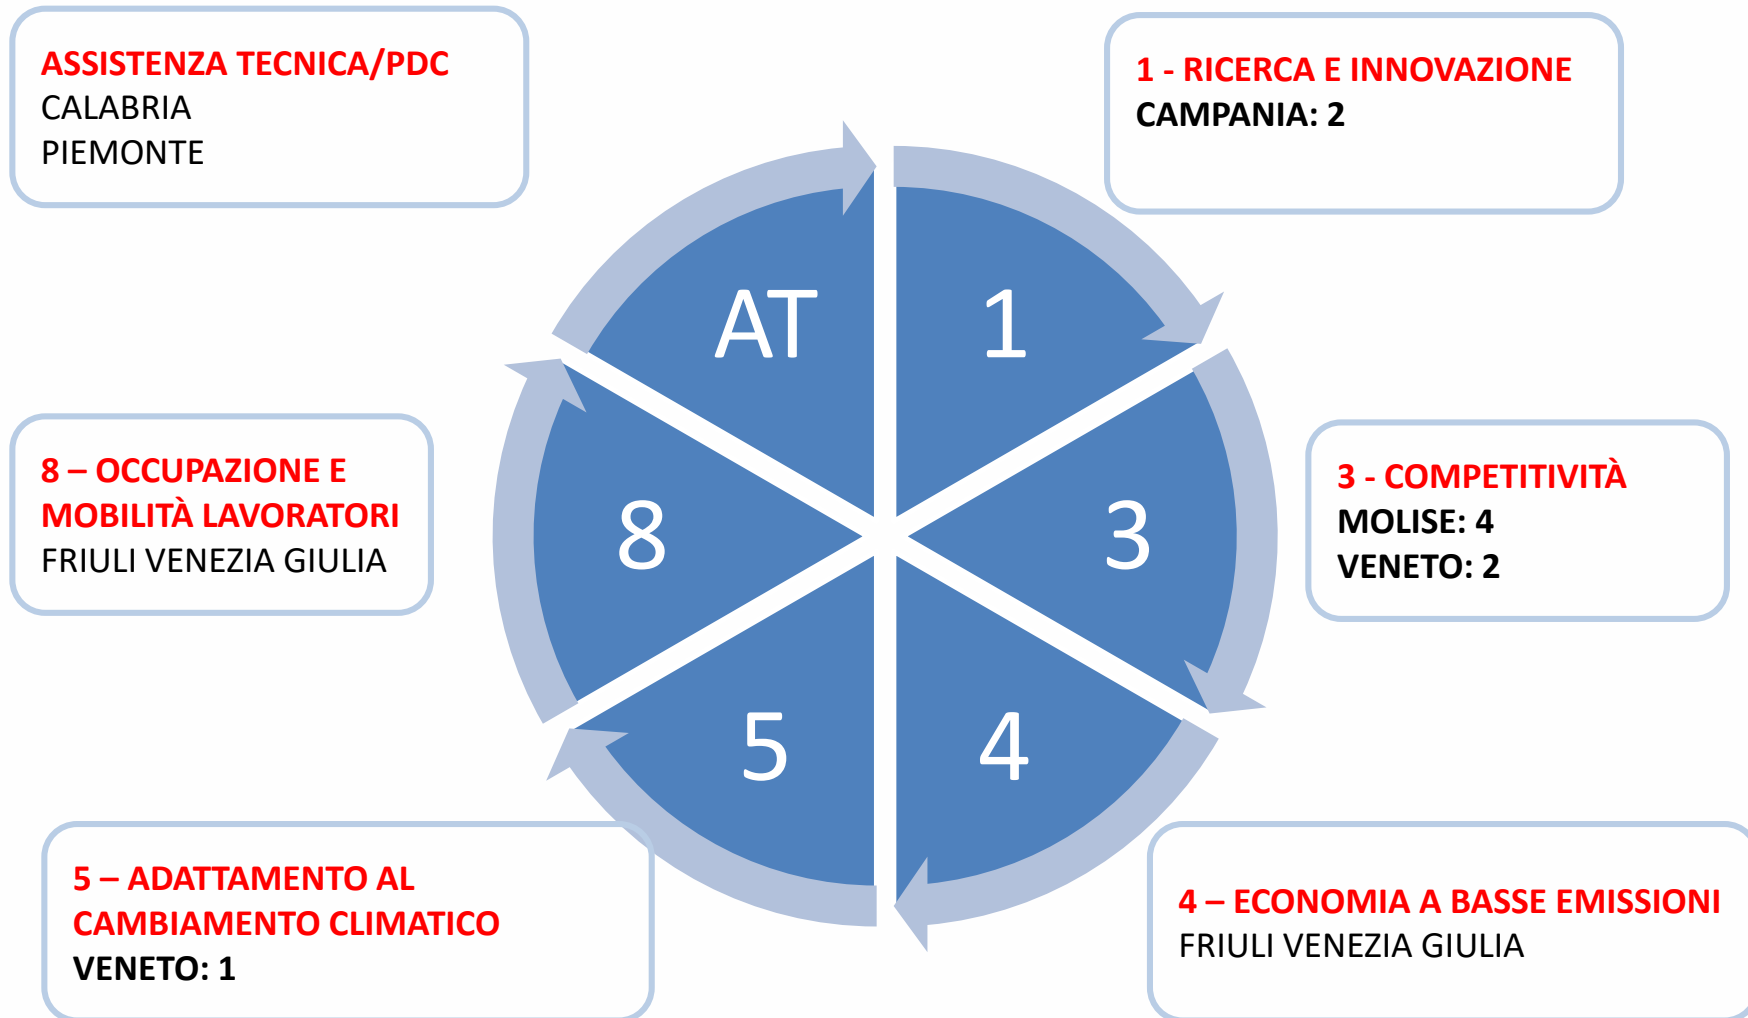 ASSISTENZA TECNICA/PDC
CALABRIA
PIEMONTE
1 - RICERCA E INNOVAZIONE
CAMPANIA: 2
AT
1
8 – OCCUPAZIONE E
MOBILITÀ LAVORATORI
FRIULI VENEZIA GIULIA
8
3
3 - COMPETITIVITÀ
MOLISE: 4
VENETO: 2
5
4
5 – ADATTAMENTO AL
CAMBIAMENTO CLIMATICO
VENETO: 1
4 – ECONOMIA A BASSE EMISSIONI
FRIULI VENEZIA GIULIA